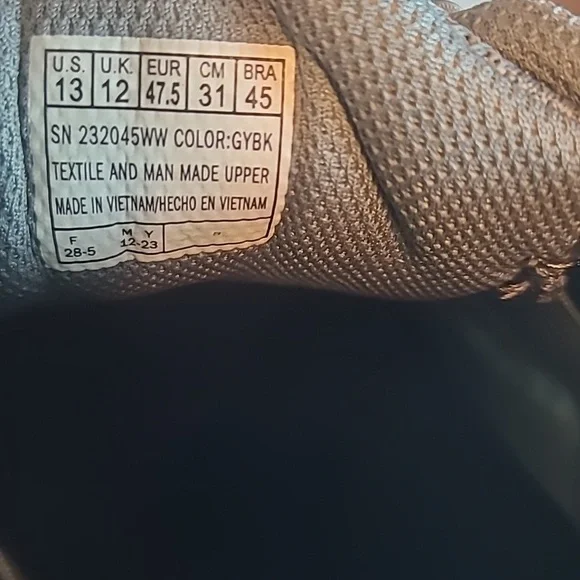 U.S. U.K. EUR CM BRA
13 12 47.5 31 45
SN 232045WW COLOR:GYBK
TEXTILE AND MAN MADE UPPER
MADE IN VIETNAM/HECHO EN VIETNAM
F M Y "
28-5 12-23